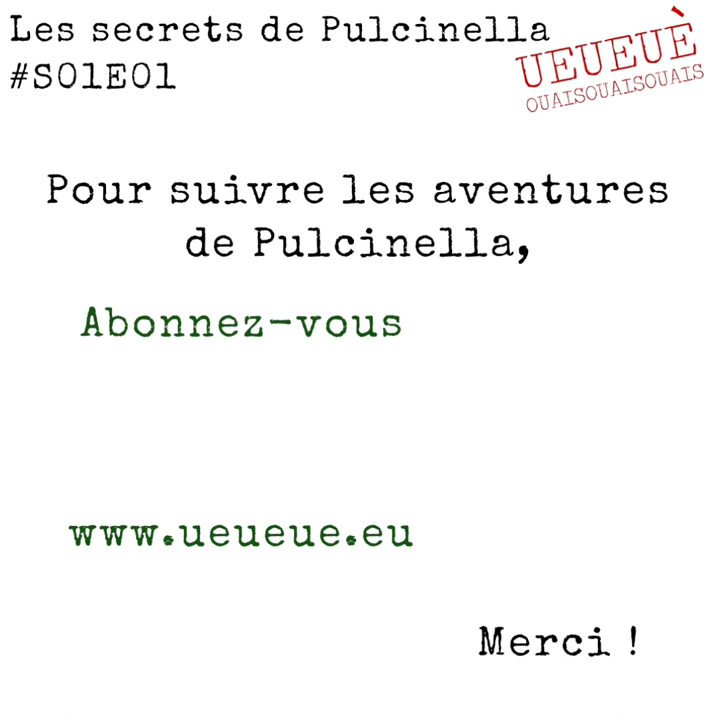 Les secrets de Pulcinella
#S01E01
UEUEUÈ
OUAISOUAISOUAIS
Pour suivre les aventures
de Pulcinella,
Abonnez-vous
www.ueueue.eu
Merci !